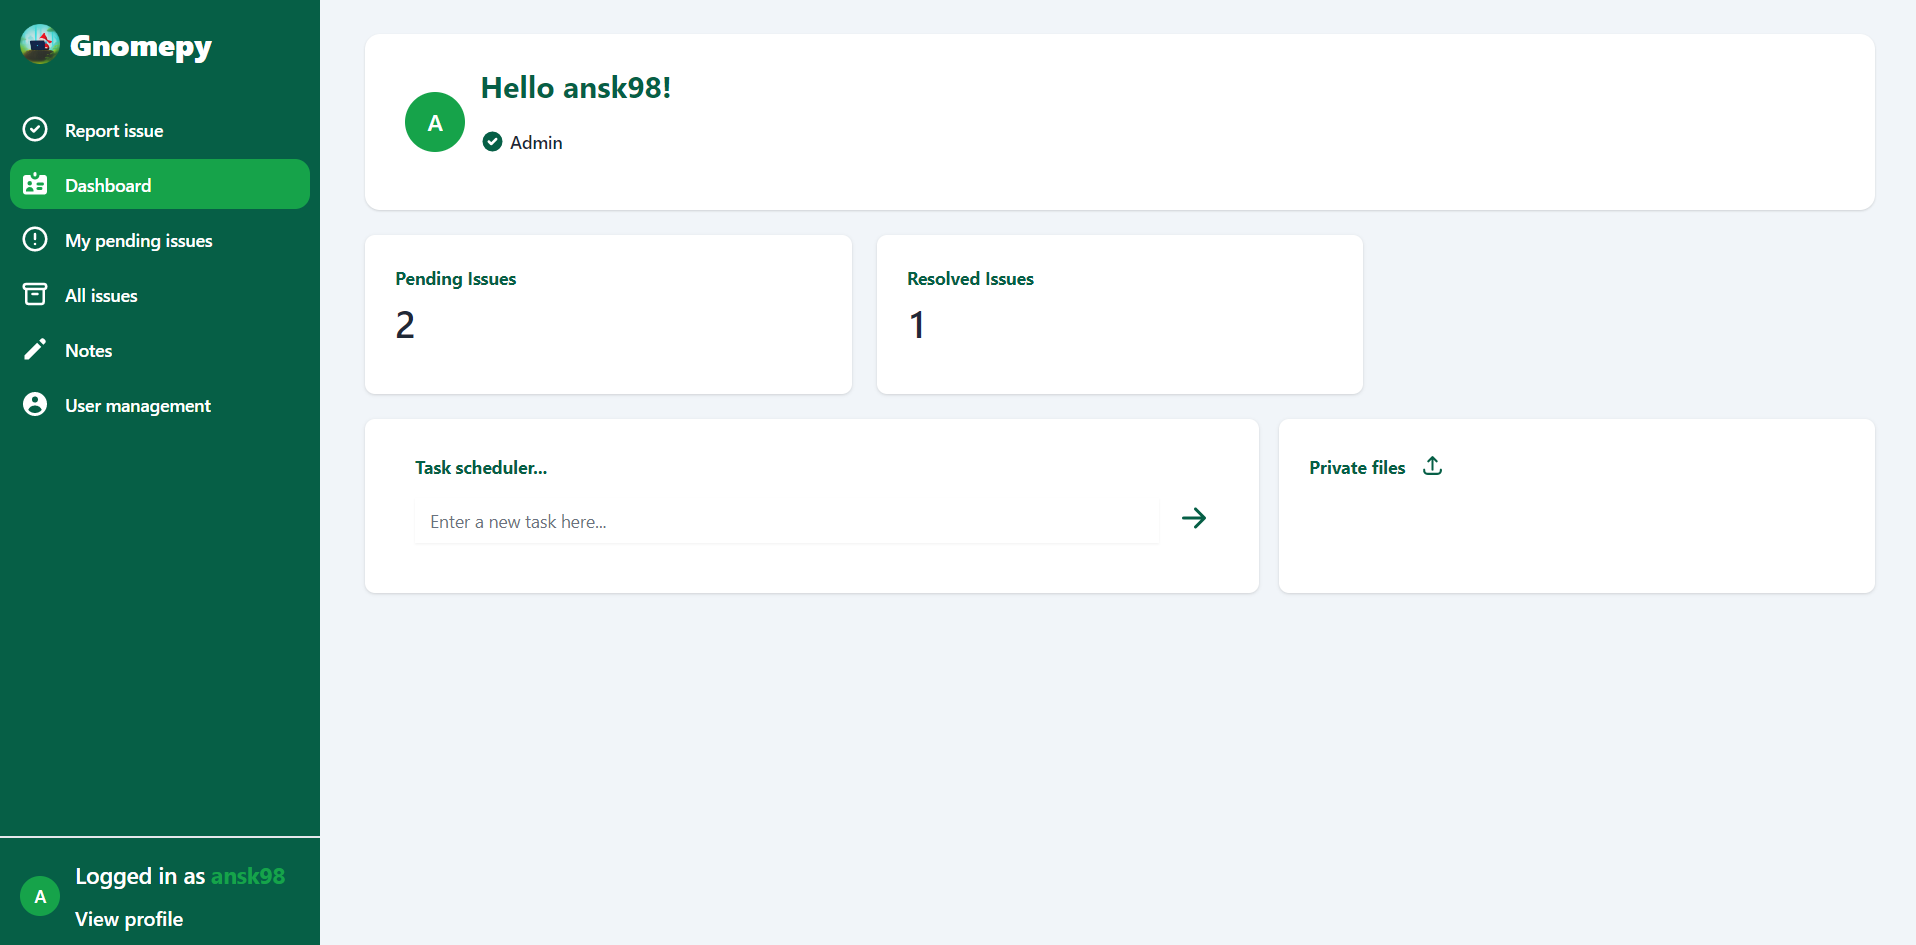 Gnomepy
Report issue
Dashboard
My pending issues
All issues
Notes
User management
Logged in as ansk98
A
View profile
Hello ansk98!
A
Admin
Pending Issues
2
Resolved Issues
1
Task scheduler...
Enter a new task here...
Private files